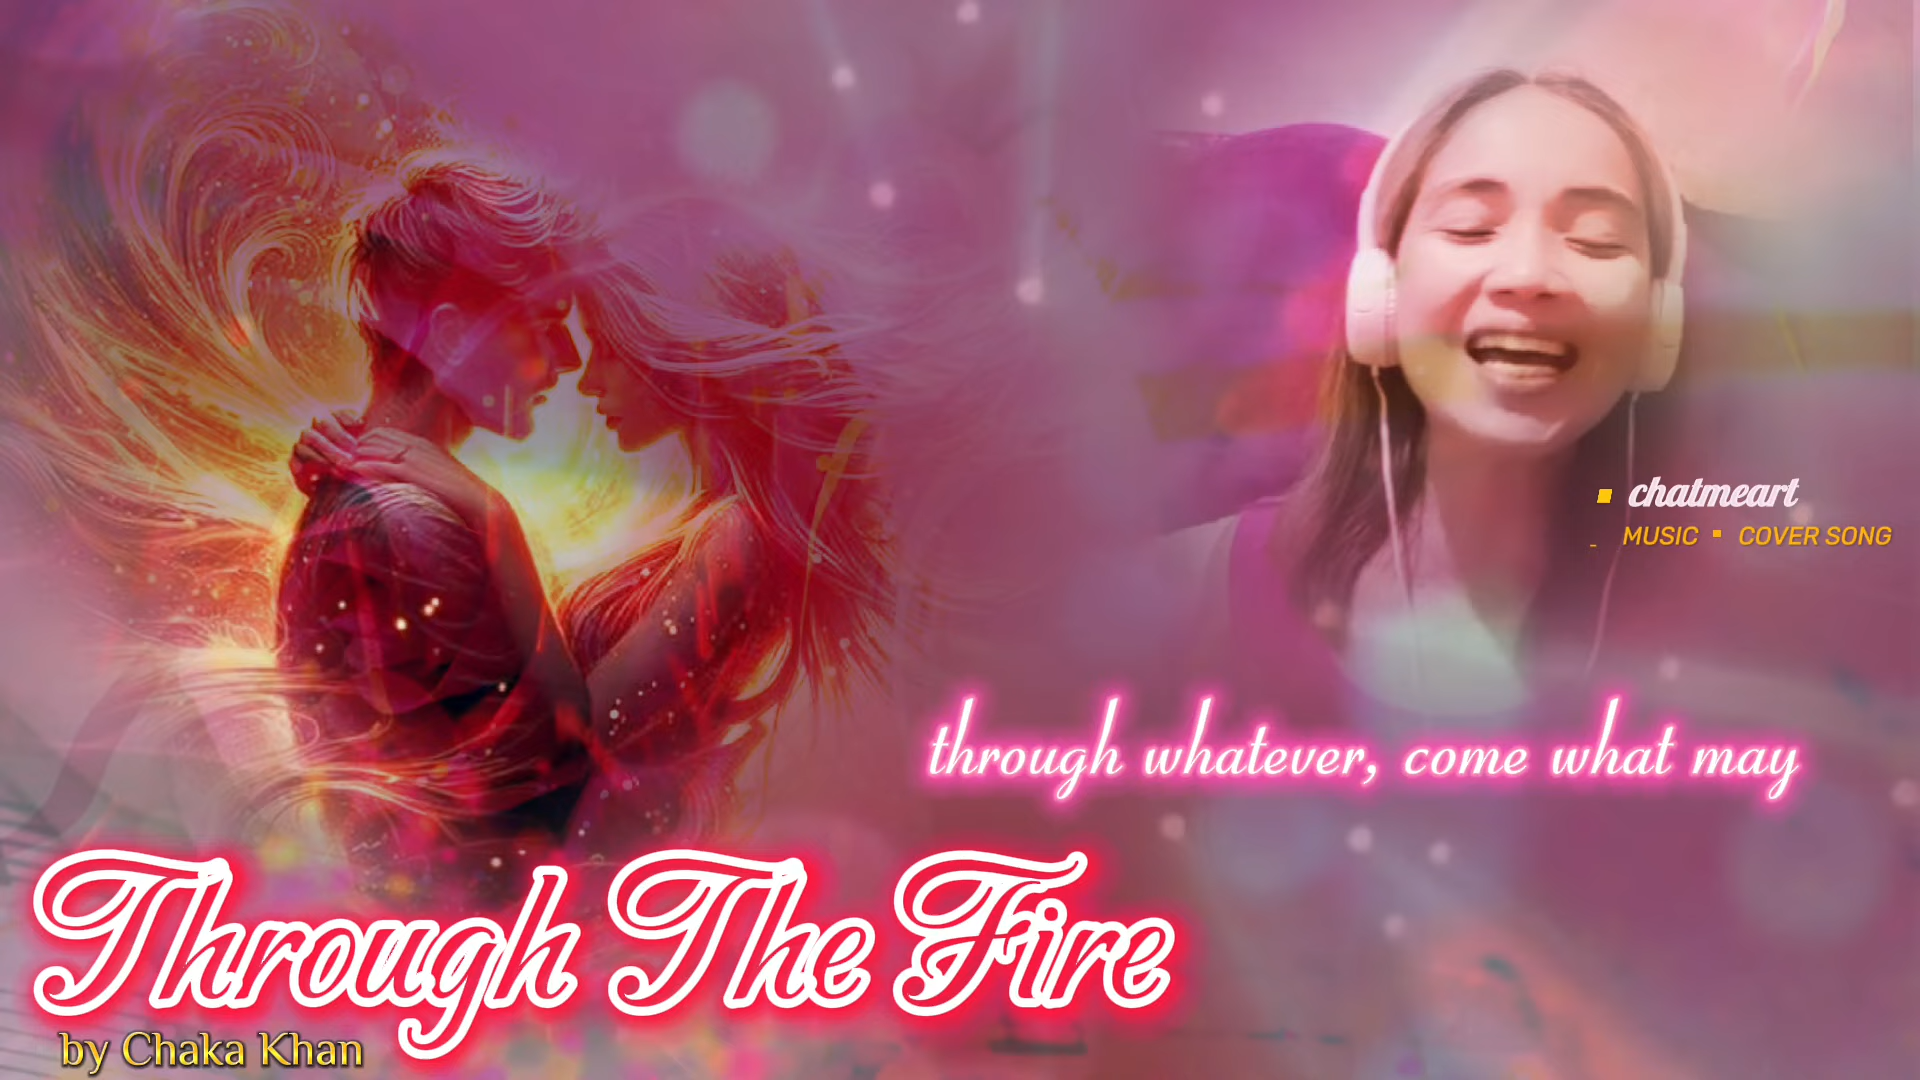 chatmeart
MUSIC ▪ COVER SONG
through whatever, come what may
Through The Fire
by Chaka Khan